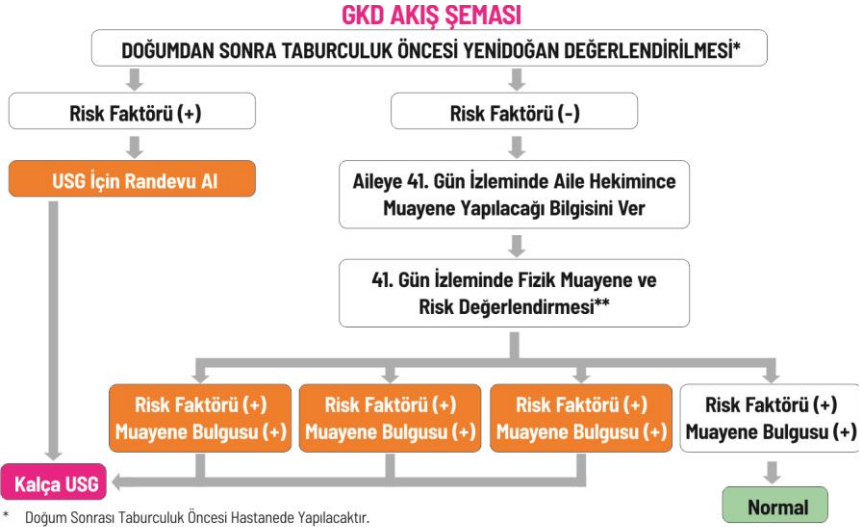 GKD AKIŞ ŞEMASI
DOĞUMDAN SONRA TABURCULUK ÖNCESİ YENİDOĞAN DEĞERLENDİRİLMESİ*
Risk Faktörü (+)
Risk Faktörü (-)
USG İçin Randevu Al
Aileye 41. Gün İzleminde Aile Hekimince
Muayene Yapılacağı Bilgisini Ver
41. Gün İzleminde Fizik Muayene ve
Risk Değerlendirmesi**
Risk Faktörü (+)
Muayene Bulgusu (+)
Risk Faktörü (+)
Muayene Bulgusu (+)
Risk Faktörü (+)
Muayene Bulgusu (+)
Risk Faktörü (+)
Muayene Bulgusu (+)
Kalça USG
Normal
* Doğum Sonrası Taburculuk Öncesi Hastanede Yapılacaktır.